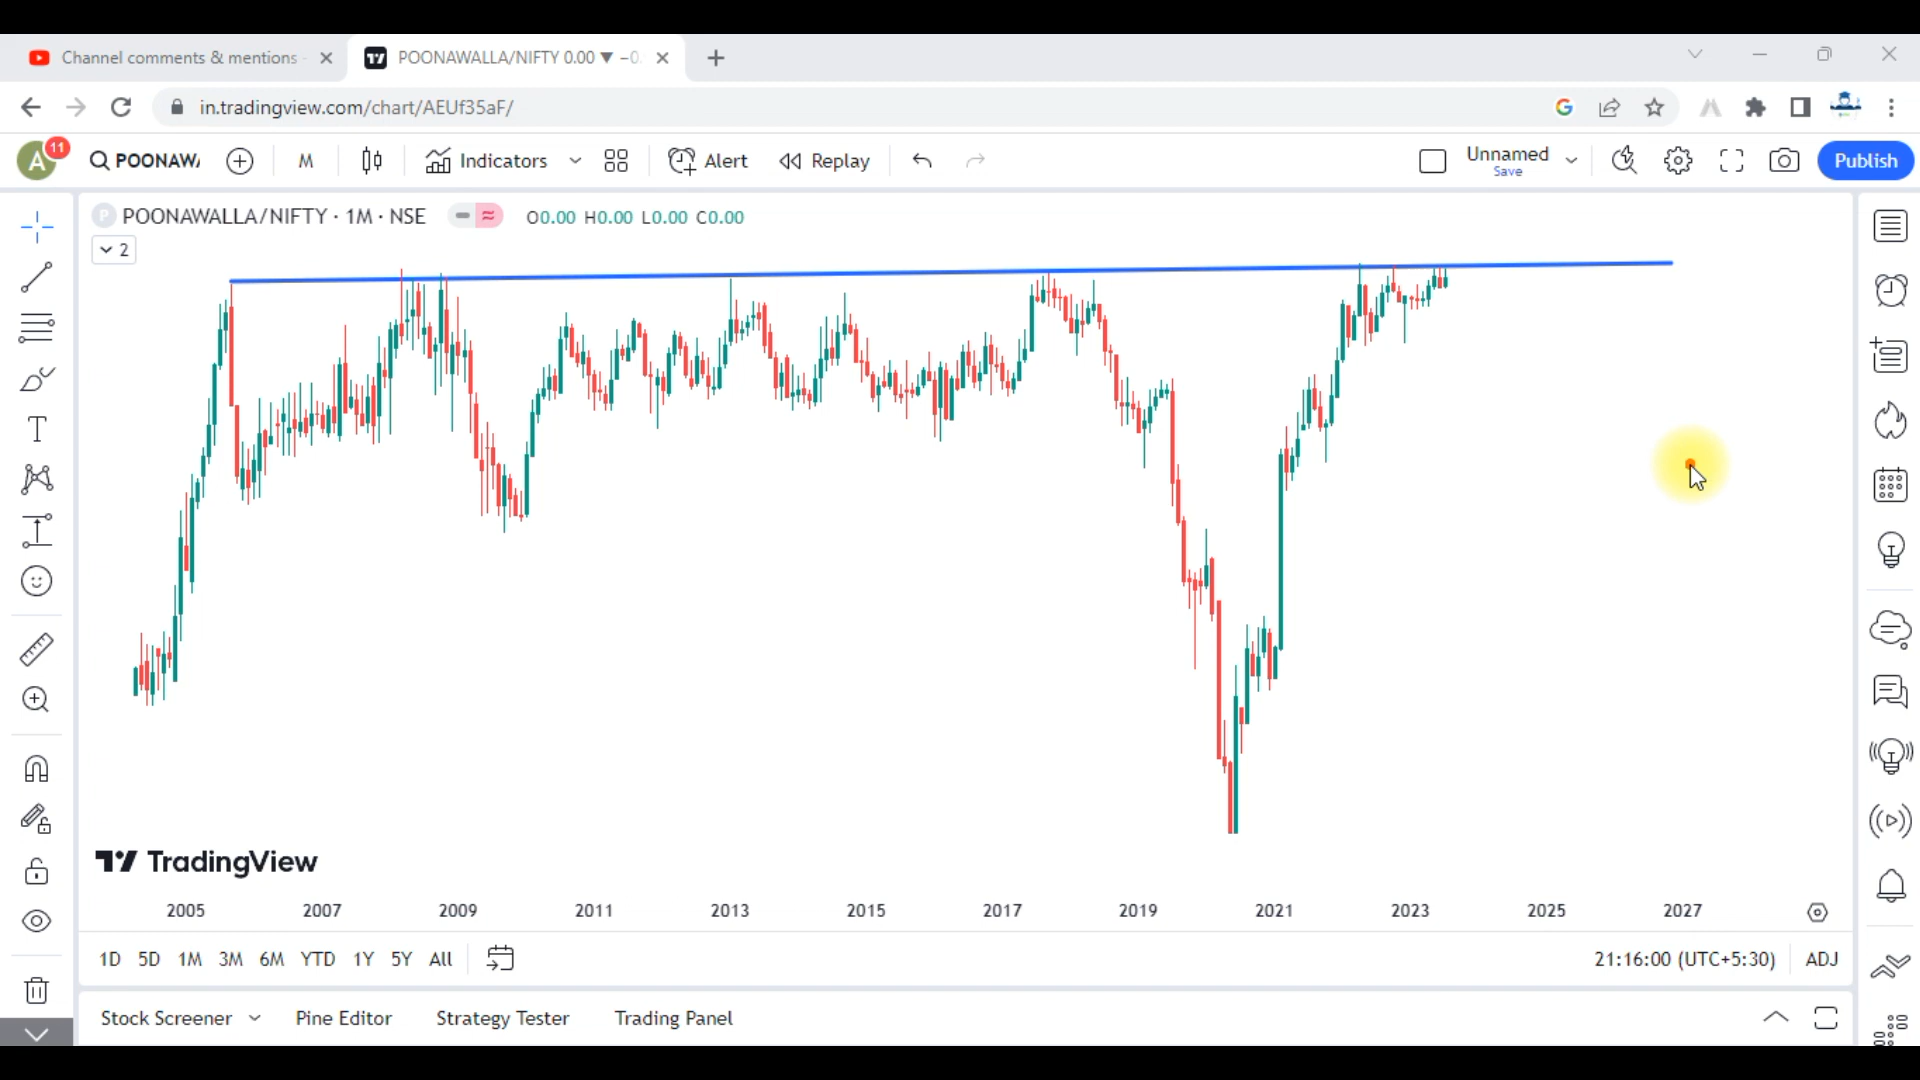 Channel comments & mentions
POONAWALLA/NIFTY 0.00 ▼ −0.
in.tradingview.com/chart/AEUf35aF/
A 11 POONAWA M Indicators Alert Replay Unnamed Publish
Save
P POONAWALLA/NIFTY · 1M · NSE O0.00 H0.00 L0.00 C0.00
2
TradingView
2005 2007 2009 2011 2013 2015 2017 2019 2021 2023 2025 2027
1D 5D 1M 3M 6M YTD 1Y 5Y All 21:16:00 (UTC+5:30) ADJ
Stock Screener Pine Editor Strategy Tester Trading Panel